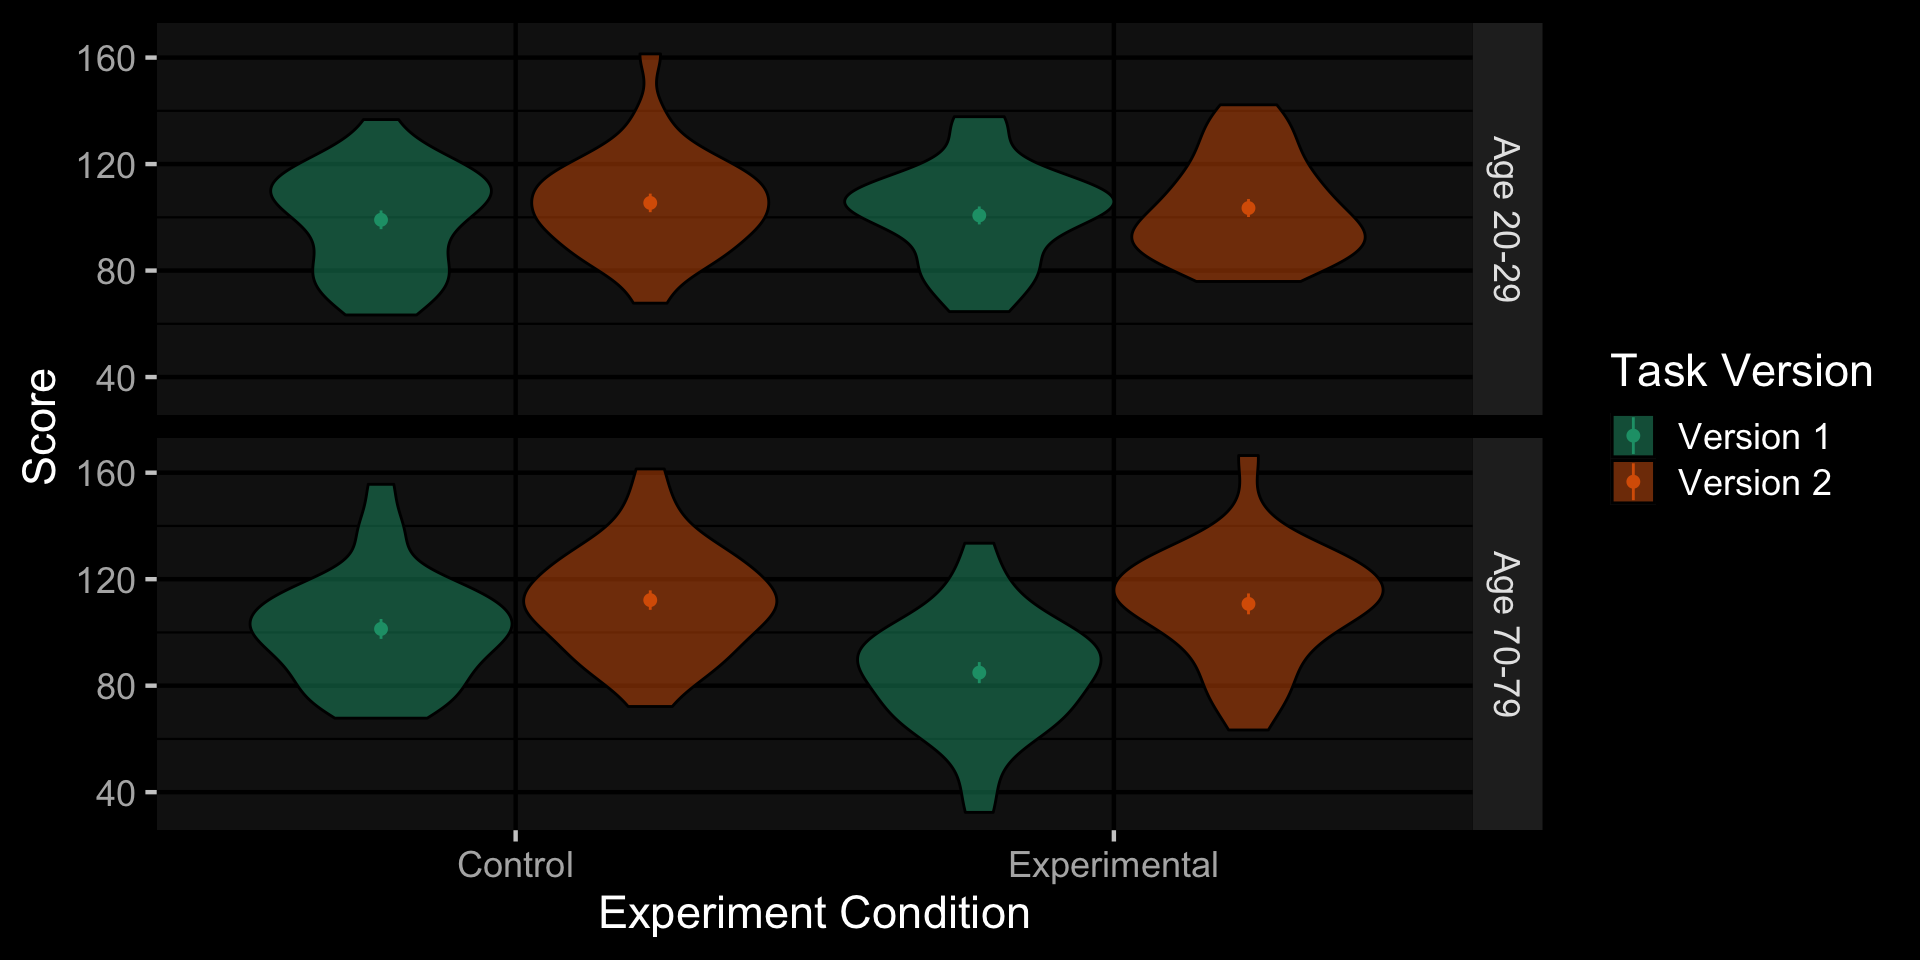 Score
160
120
80
40
Age 20-29
160
120
80
40
Age 70-79
Control
Experimental
Experiment Condition
Task Version
Version 1
Version 2